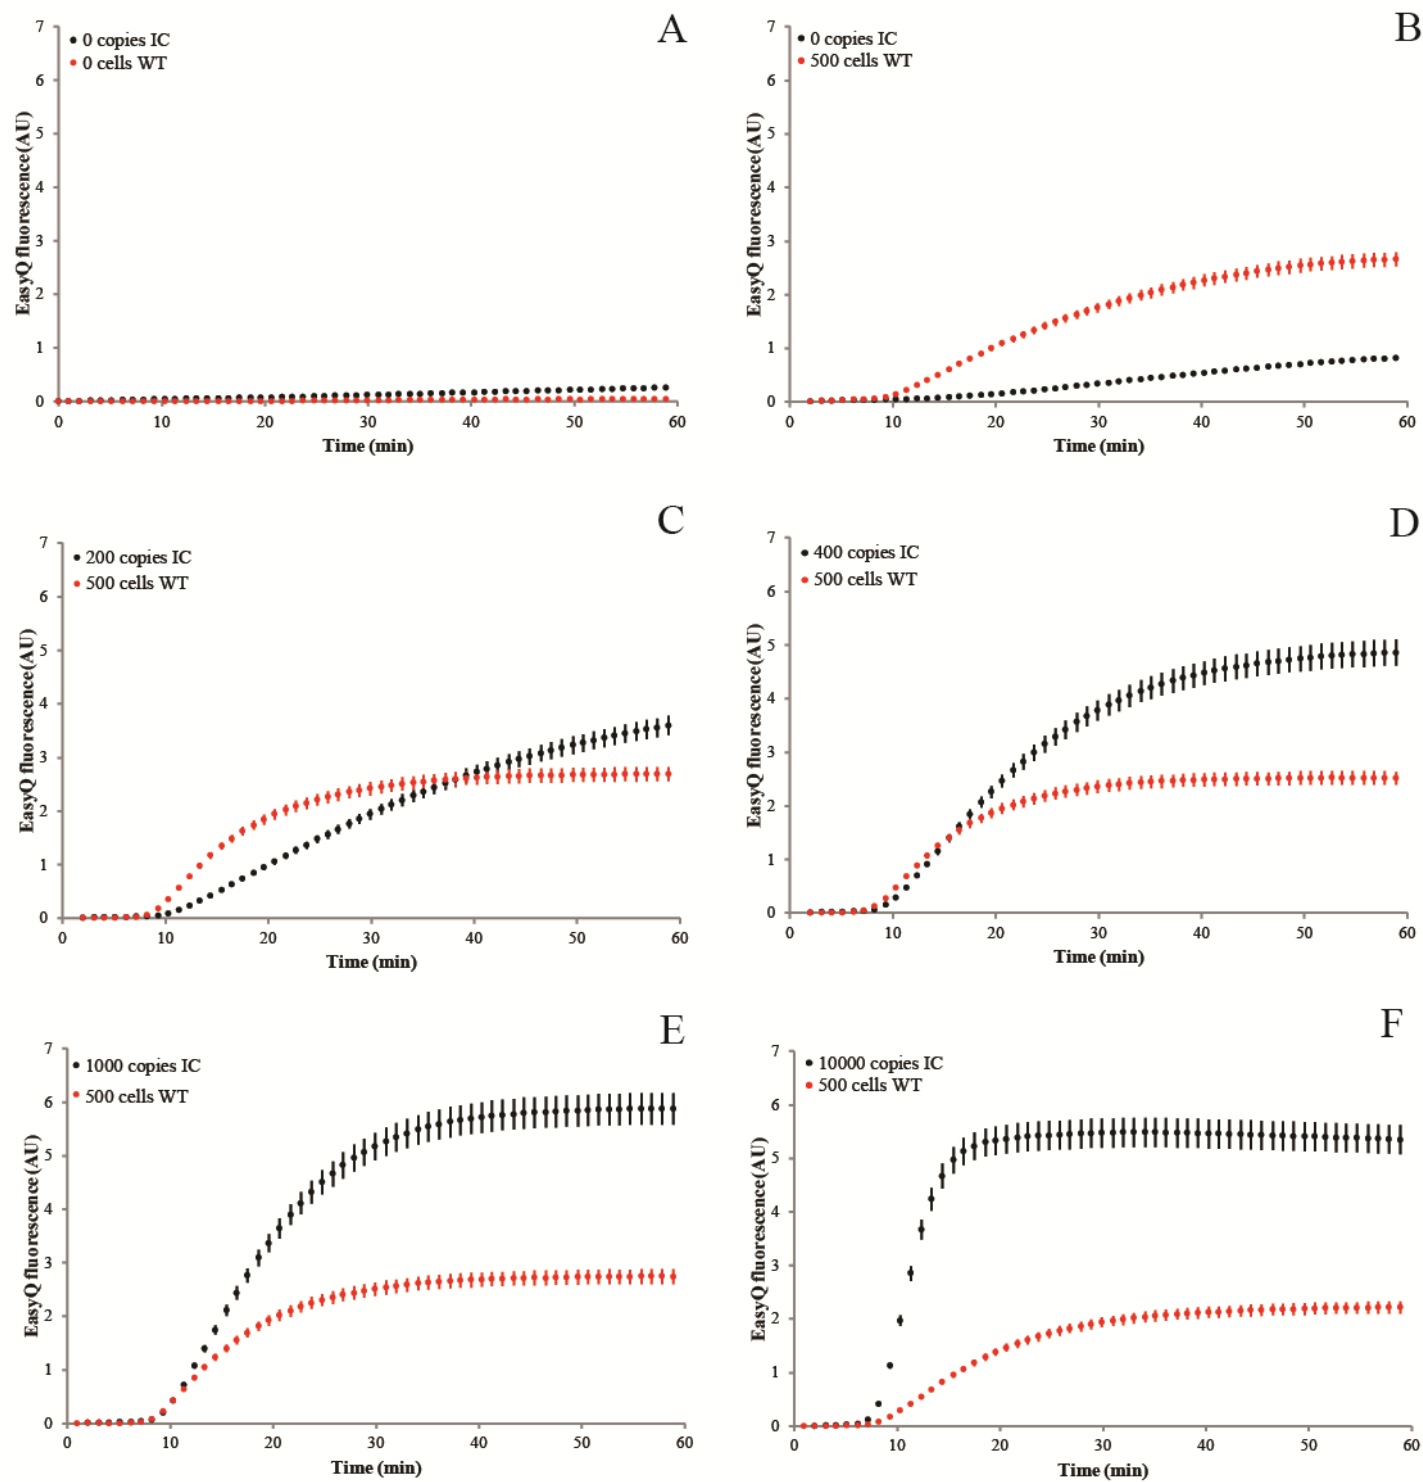 A
7
0 copies IC
0 cells WT
6
5
4
3
2
1
0
EasyQ fluorescence(AU)
0 10 20 30 40 50 60
Time (min)
B
7
0 copies IC
500 cells WT
6
5
4
3
2
1
0
EasyQ fluorescence(AU)
0 10 20 30 40 50 60
Time (min)
C
7
200 copies IC
500 cells WT
6
5
4
3
2
1
0
EasyQ fluorescence(AU)
0 10 20 30 40 50 60
Time (min)
D
7
400 copies IC
500 cells WT
6
5
4
3
2
1
0
EasyQ fluorescence(AU)
0 10 20 30 40 50 60
Time (min)
E
7
1000 copies IC
500 cells WT
6
5
4
3
2
1
0
EasyQ fluorescence(AU)
0 10 20 30 40 50 60
Time (min)
F
7
10000 copies IC
500 cells WT
6
5
4
3
2
1
0
EasyQ fluorescence(AU)
0 10 20 30 40 50 60
Time (min)